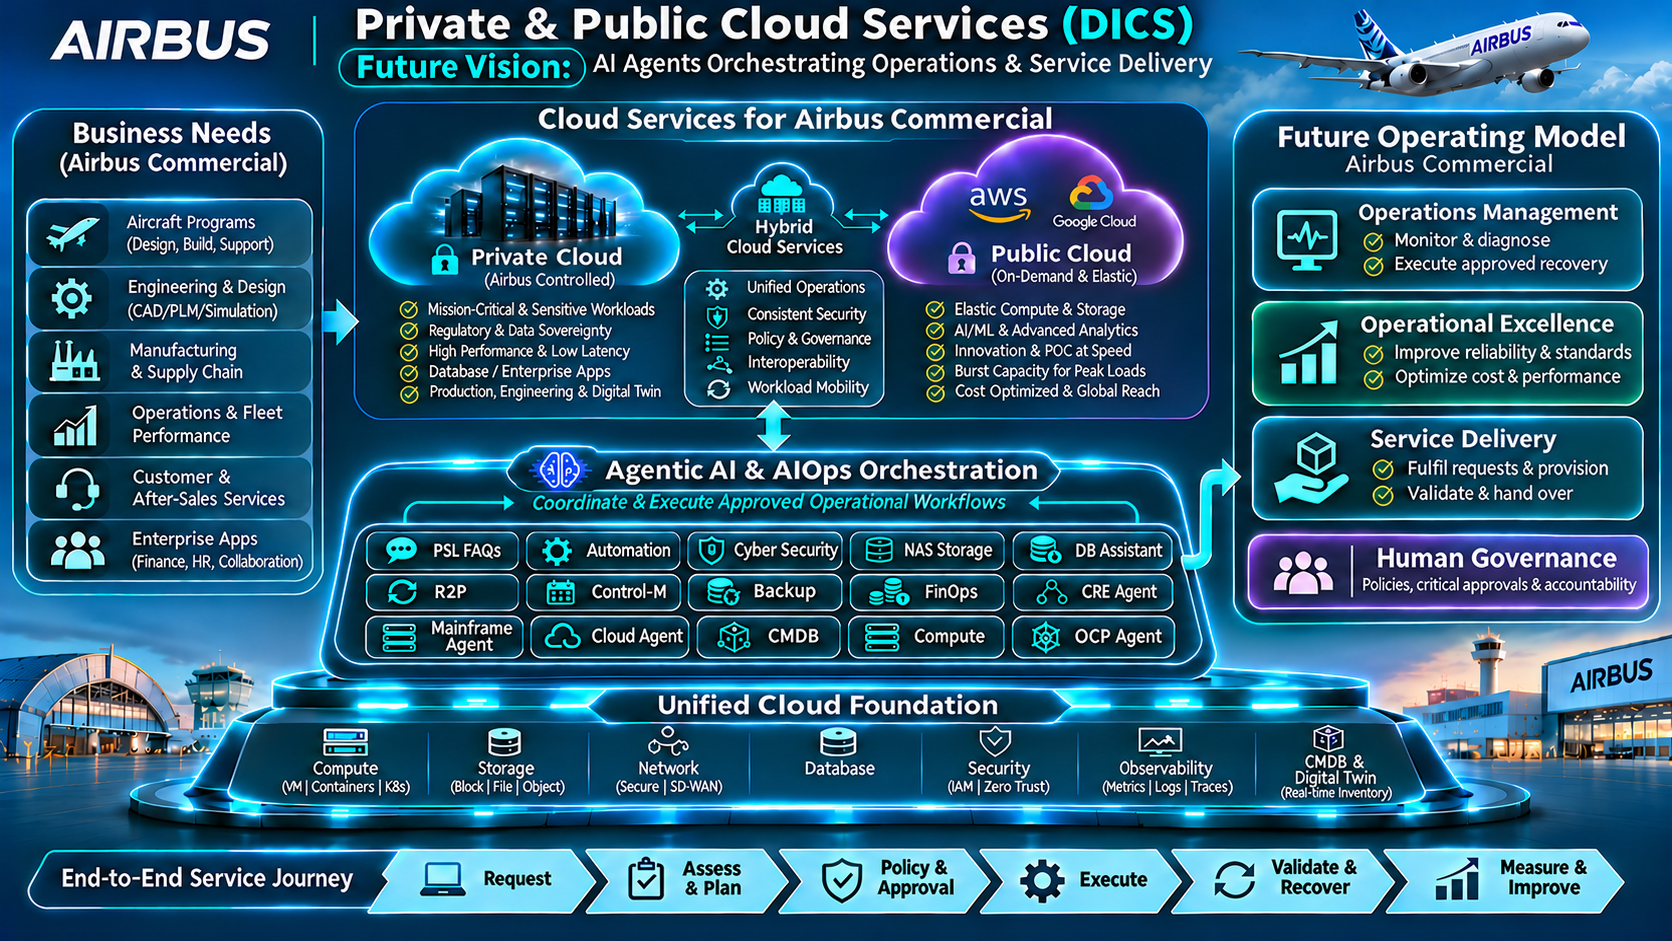 AIRBUS
Private & Public Cloud Services (DICS)
Future Vision: AI Agents Orchestrating Operations & Service Delivery
AIRBUS
Business Needs
(Airbus Commercial)
Aircraft Programs
(Design, Build, Support)
Engineering & Design
(CAD/PLM/Simulation)
Manufacturing
& Supply Chain
Operations & Fleet
Performance
Customer &
After-Sales Services
Enterprise Apps
(Finance, HR, Collaboration)
Cloud Services for Airbus Commercial
Private Cloud
(Airbus Controlled)
Mission-Critical & Sensitive Workloads
Regulatory & Data Sovereignty
High Performance & Low Latency
Database / Enterprise Apps
Production, Engineering & Digital Twin
Hybrid
Cloud Services
Unified Operations
Consistent Security
Policy & Governance
Interoperability
Workload Mobility
aws
Google Cloud
Public Cloud
(On-Demand & Elastic)
Elastic Compute & Storage
AI/ML & Advanced Analytics
Innovation & POC at Speed
Burst Capacity for Peak Loads
Cost Optimized & Global Reach
Agentic AI & AIOps Orchestration
Coordinate & Execute Approved Operational Workflows
PSL FAQs
Automation
Cyber Security
NAS Storage
DB Assistant
R2P
Control-M
Backup
FinOps
CRE Agent
Mainframe
Agent
Cloud Agent
CMDB
Compute
OCP Agent
Future Operating Model
Airbus Commercial
Operations Management
Monitor & diagnose
Execute approved recovery
Operational Excellence
Improve reliability & standards
Optimize cost & performance
Service Delivery
Fulfil requests & provision
Validate & hand over
Human Governance
Policies, critical approvals & accountability
AIRBUS
Unified Cloud Foundation
Compute
(VM | Containers | K8s)
Storage
(Block | File | Object)
Network
(Secure | SD-WAN)
Database
Security
(IAM | Zero Trust)
Observability
(Metrics | Logs | Traces)
CMDB &
Digital Twin
(Real-time Inventory)
End-to-End Service Journey
Request
Assess
& Plan
Policy &
Approval
Execute
Validate &
Recover
Measure &
Improve